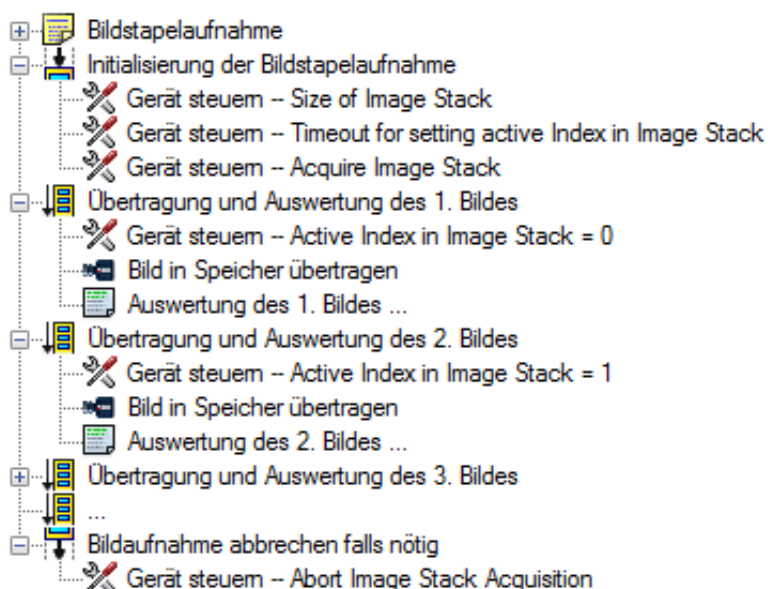 Bildstapelaufnahme
Initialisierung der Bildstapelaufnahme
Gerät steuern -- Size of Image Stack
Gerät steuern -- Timeout for setting active Index in Image Stack
Gerät steuern -- Acquire Image Stack
Übertragung und Auswertung des 1. Bildes
Gerät steuern -- Active Index in Image Stack = 0
Bild in Speicher übertragen
Auswertung des 1. Bildes ...
Übertragung und Auswertung des 2. Bildes
Gerät steuern -- Active Index in Image Stack = 1
Bild in Speicher übertragen
Auswertung des 2. Bildes ...
Übertragung und Auswertung des 3. Bildes
...
Bildaufnahme abbrechen falls nötig
Gerät steuern -- Abort Image Stack Acquisition